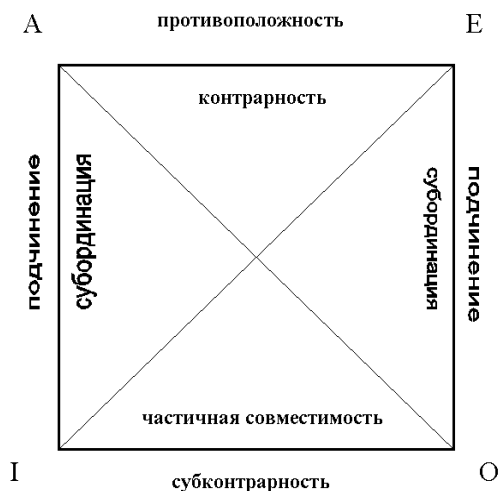 A
противоположность
E
контрарность
подчинение
субординация
субординация
подчинение
частичная совместимость
I
субконтрарность
O